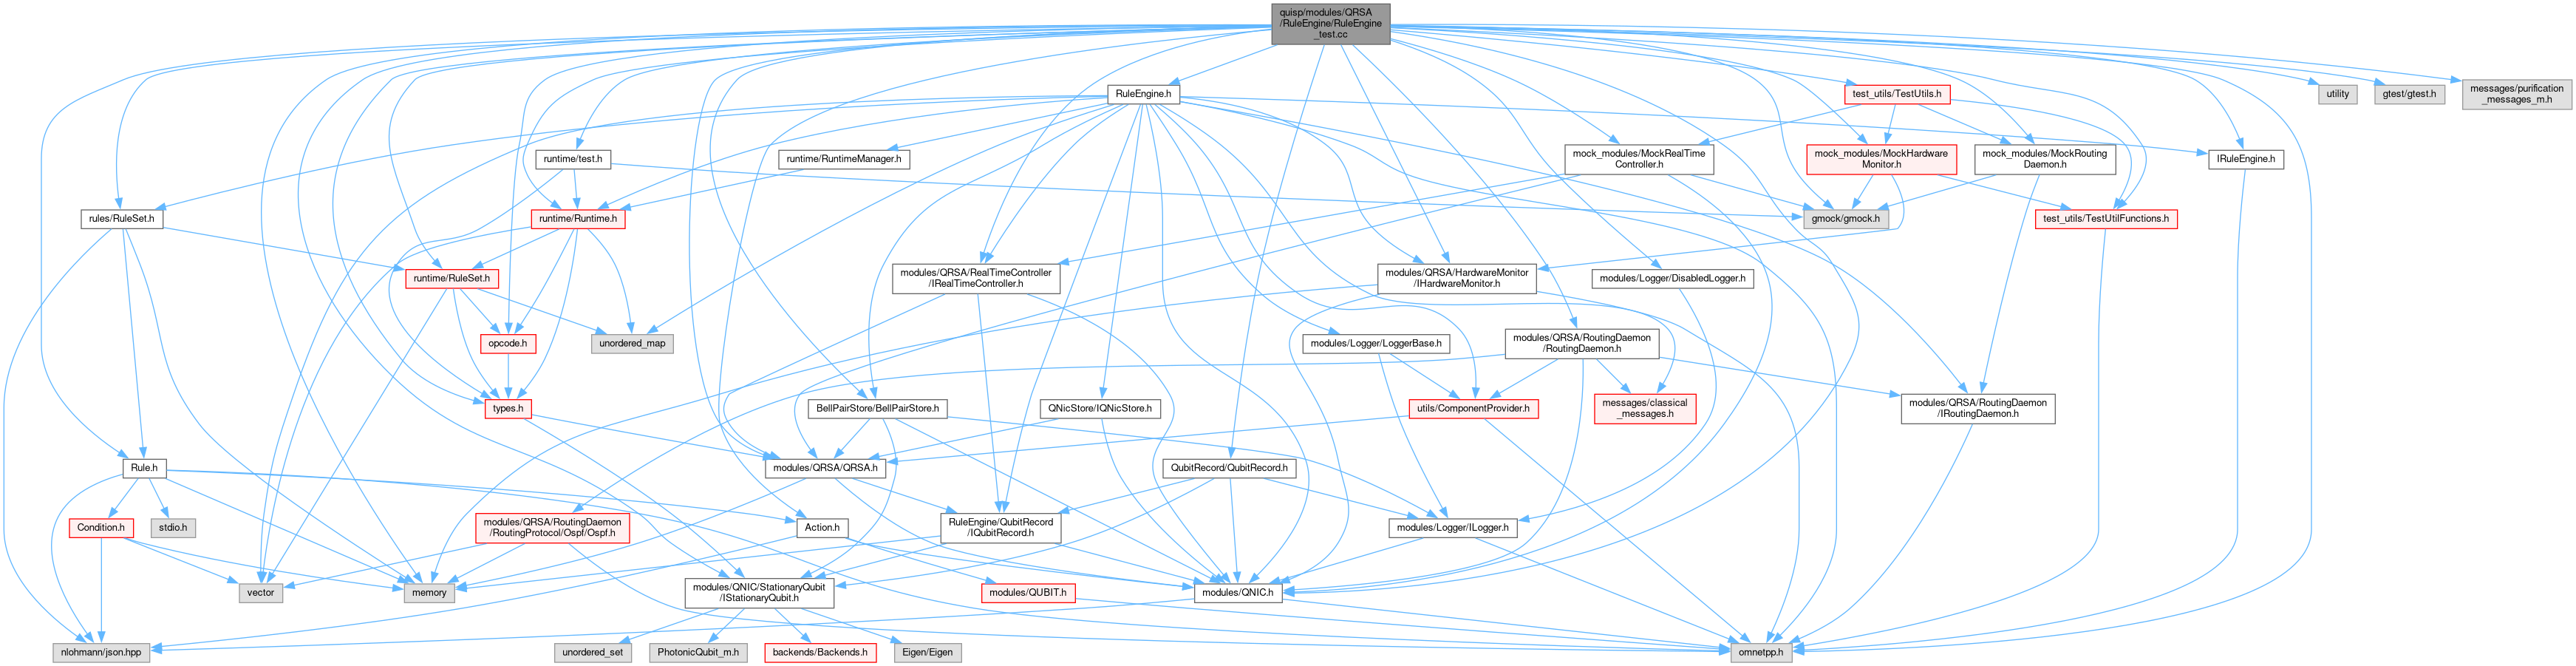 quisp/modules/QRSA
/RuleEngine/RuleEngine
_test.cc
RuleEngine.h
test_utils/TestUtils.h
utility
gtest/gtest.h
messages/purification
_messages_m.h
runtime/test.h
runtime/RuntimeManager.h
mock_modules/MockRealTime
Controller.h
mock_modules/MockHardware
Monitor.h
mock_modules/MockRouting
Daemon.h
IRuleEngine.h
rules/RuleSet.h
runtime/Runtime.h
gmock/gmock.h
test_utils/TestUtilFunctions.h
runtime/RuleSet.h
modules/QRSA/RealTimeController
/IRealTimeController.h
modules/QRSA/HardwareMonitor
/IHardwareMonitor.h
modules/Logger/DisabledLogger.h
opcode.h
unordered_map
modules/Logger/LoggerBase.h
modules/QRSA/RoutingDaemon
/RoutingDaemon.h
types.h
BellPairStore/BellPairStore.h
QNicStore/IQNicStore.h
utils/ComponentProvider.h
messages/classical
_messages.h
modules/QRSA/RoutingDaemon
/IRoutingDaemon.h
Rule.h
modules/QRSA/QRSA.h
QubitRecord/QubitRecord.h
Condition.h
stdio.h
modules/QRSA/RoutingDaemon
/RoutingProtocol/Ospf/Ospf.h
Action.h
RuleEngine/QubitRecord
/IQubitRecord.h
modules/Logger/ILogger.h
vector
memory
modules/QNIC/StationaryQubit
/IStationaryQubit.h
modules/QUBIT.h
modules/QNIC.h
nlohmann/json.hpp
unordered_set
PhotonicQubit_m.h
backends/Backends.h
Eigen/Eigen
omnetpp.h